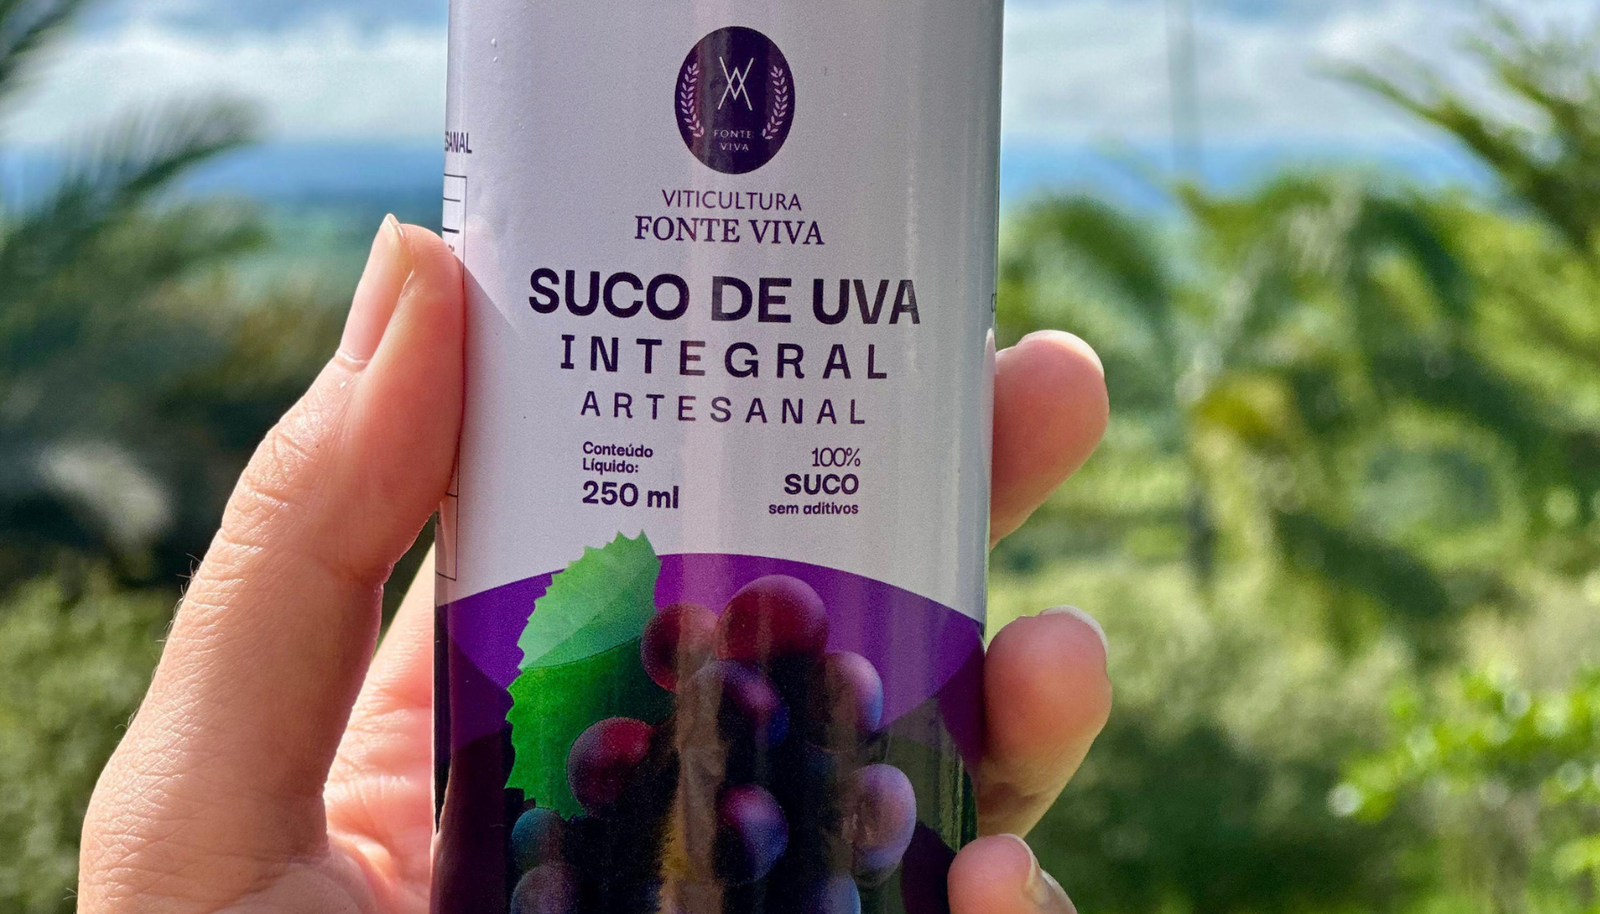 FONTE
VIVA
VITICULTURA
FONTE VIVA
SUCO DE UVA
INTEGRAL
ARTESANAL
Conteúdo
Líquido:
250 ml
100%
SUCO
sem aditivos